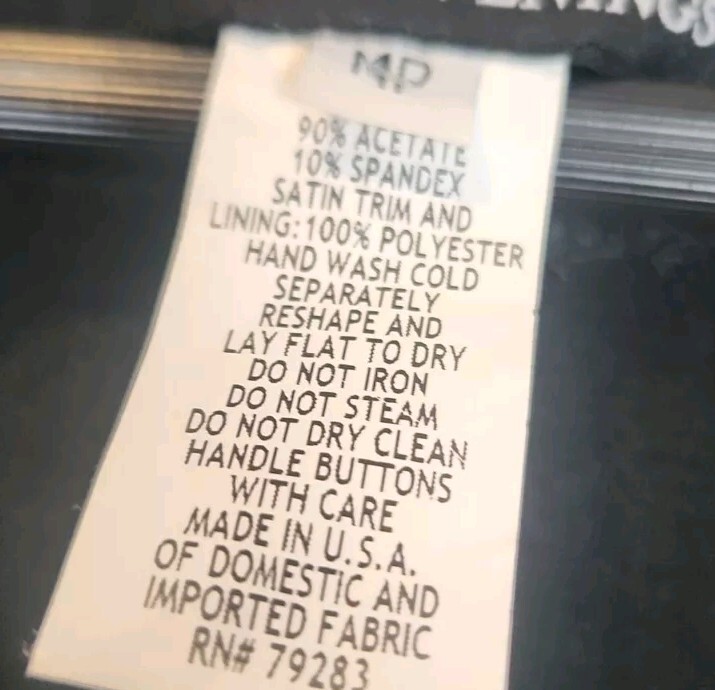 MP
90% ACETATE
10% SPANDEX
SATIN TRIM AND
LINING: 100% POLYESTER
HAND WASH COLD
SEPARATELY
RESHAPE AND
LAY FLAT TO DRY
DO NOT IRON
DO NOT STEAM
DO NOT DRY CLEAN
HANDLE BUTTONS
WITH CARE
MADE IN U.S.A.
OF DOMESTIC AND
IMPORTED FABRIC
RN# 79283